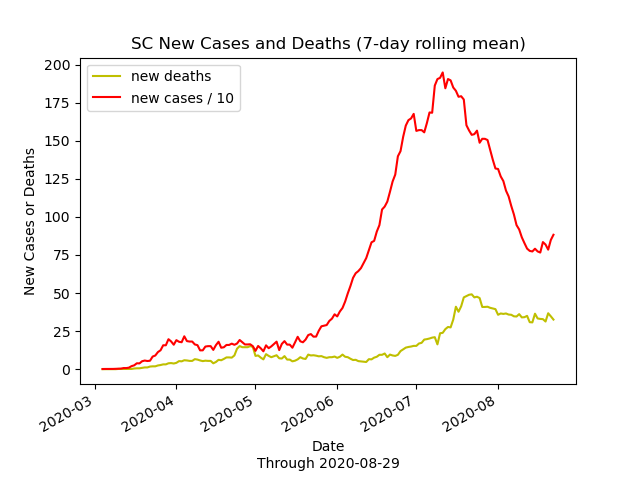 SC New Cases and Deaths (7-day rolling mean)
new deaths
new cases / 10
New Cases or Deaths
200
175
150
125
100
75
50
25
0
2020-03
2020-04
2020-05
2020-06
2020-07
2020-08
Date
Through 2020-08-29